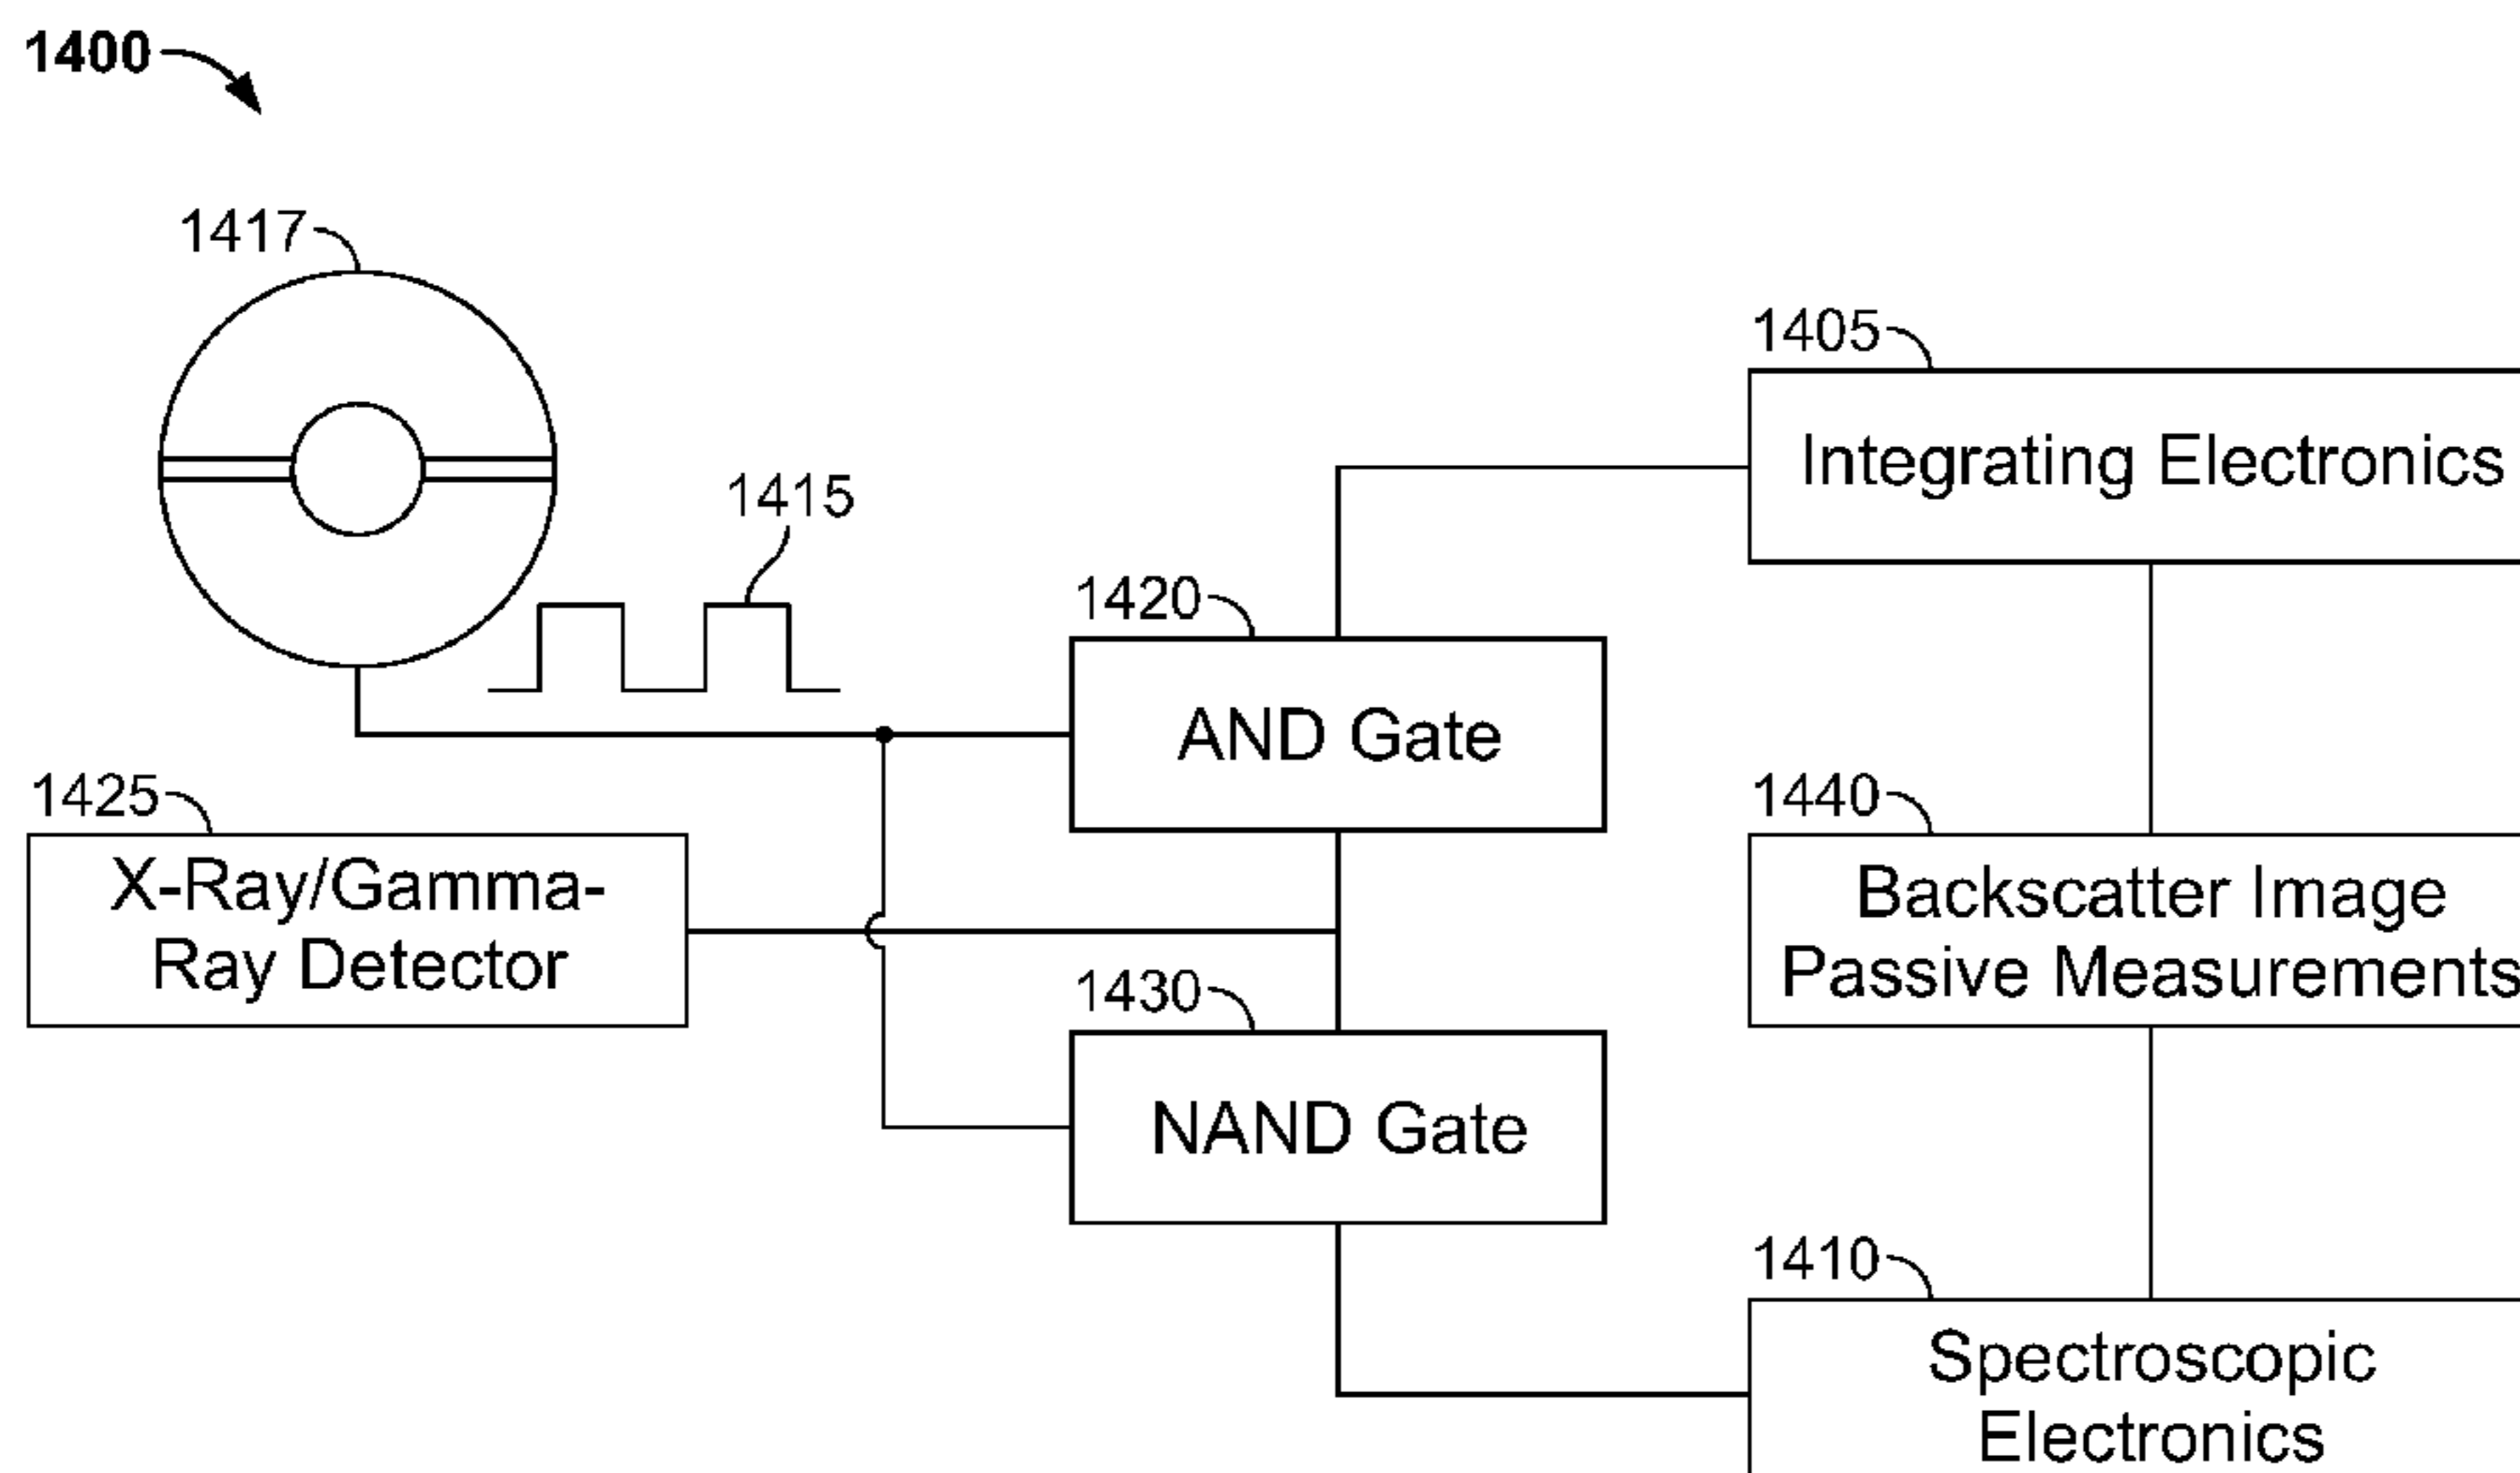 1400
1417
1415
1405
Integrating Electronics
1420
AND Gate
1425
X-Ray/Gamma-
Ray Detector
1440
Backscatter Image
Passive Measurements
1430
NAND Gate
1410
Spectroscopic
Electronics